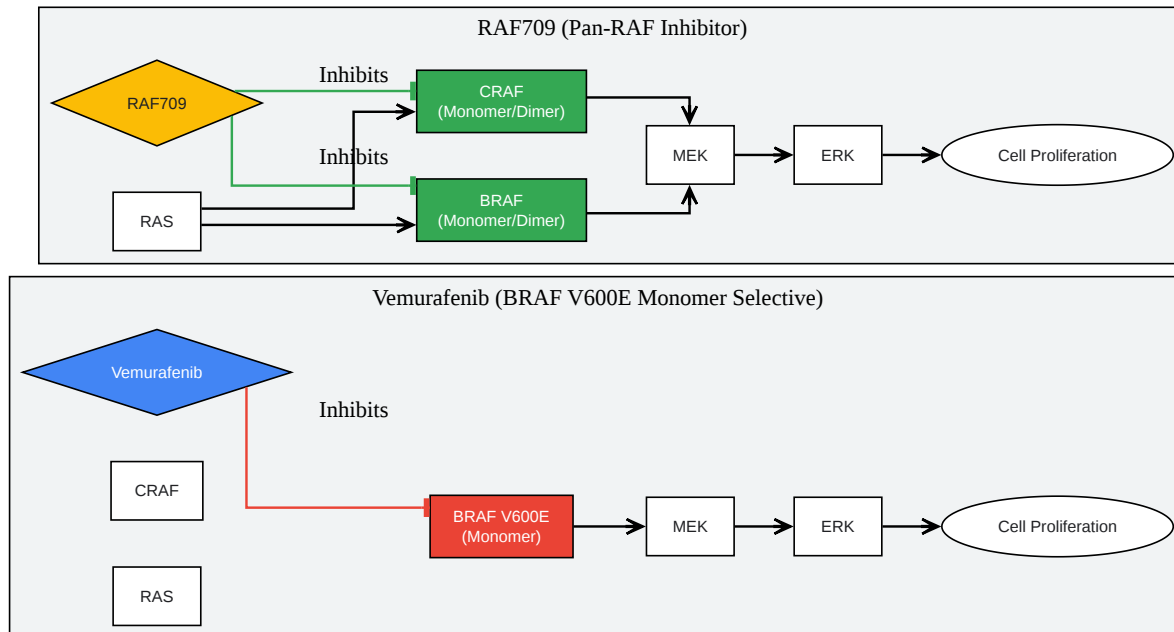 RAF709 (Pan-RAF Inhibitor)
Inhibits
RAF709
CRAF
(Monomer/Dimer)
Inhibits
MEK
ERK
Cell Proliferation
RAS
BRAF
(Monomer/Dimer)
Vemurafenib (BRAF V600E Monomer Selective)
Vemurafenib
Inhibits
CRAF
BRAF V600E
(Monomer)
MEK
ERK
Cell Proliferation
RAS